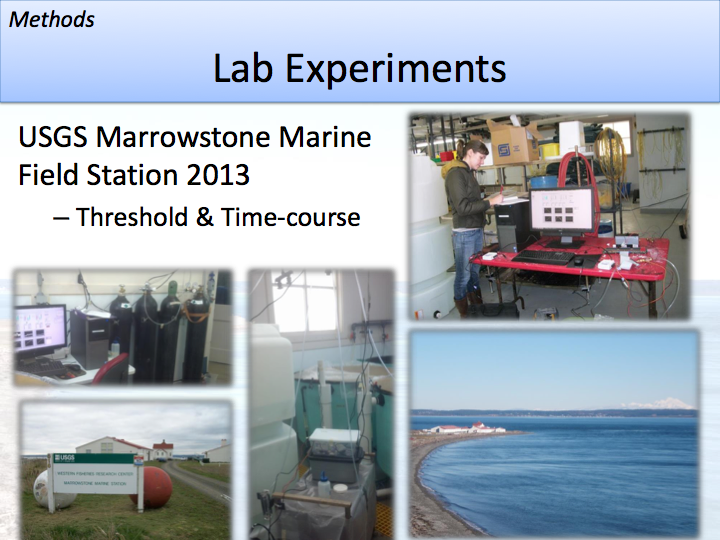 Methods
Lab Experiments
USGS Marrowstone Marine
Field Station 2013
– Threshold & Time-course
USGS
WESTERN FISHERIES RESEARCH CENTER
MARROWSTONE MARINE STATION